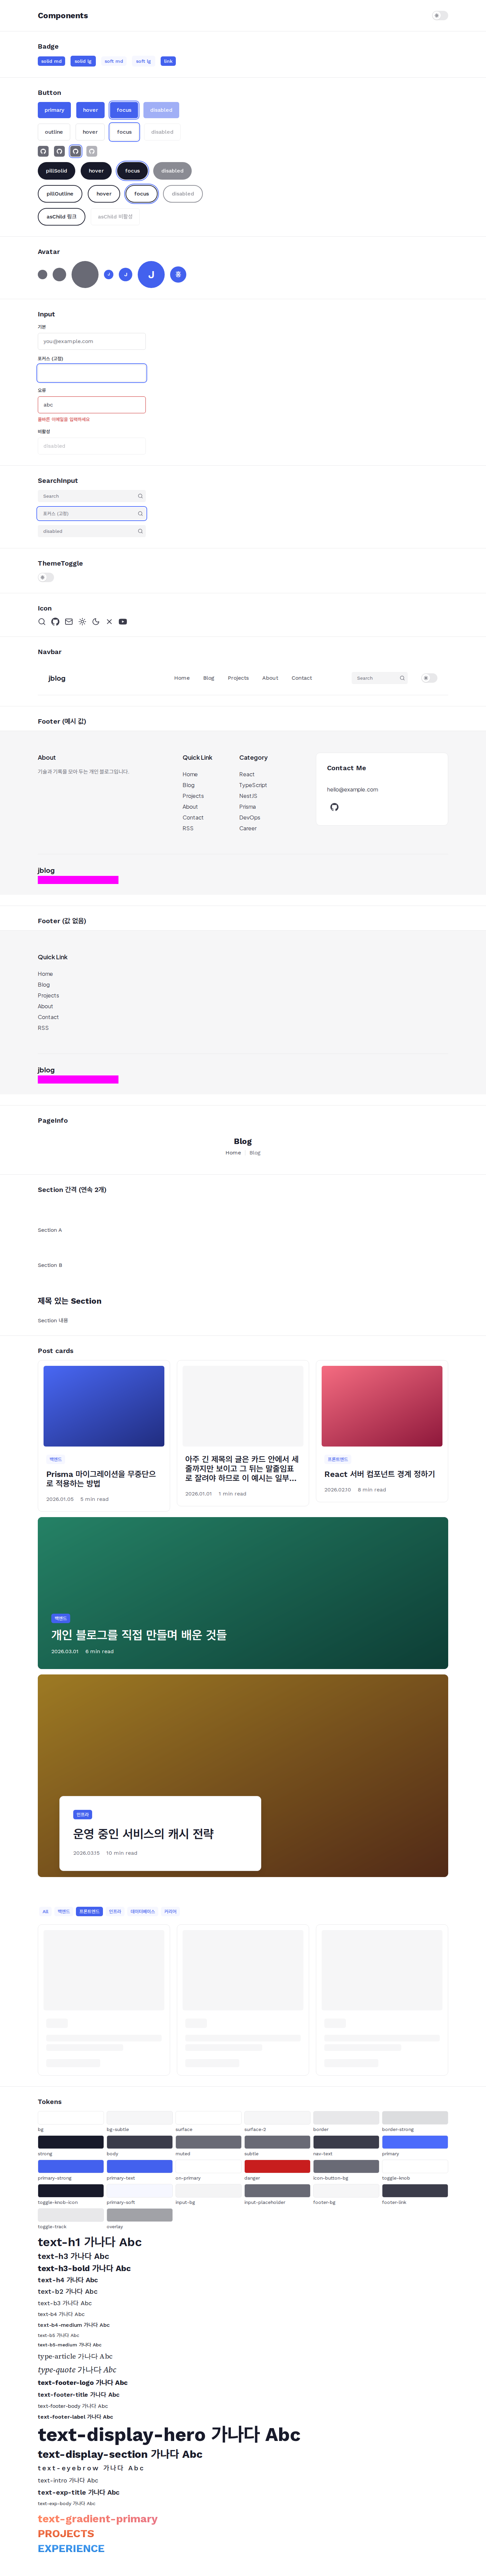 Components
Badge
solid md solid lg soft md soft lg link
Button
primary hover focus disabled
outline hover focus disabled
pillSolid hover focus disabled
pillOutline hover focus disabled
asChild 링크 asChild 비활성
Avatar
J J J 홍
Input
기본
you@example.com
포커스 (고정)
오류
abc
올바른 이메일을 입력하세요
비활성
disabled
SearchInput
Search
포커스 (고정)
disabled
ThemeToggle
Icon
Navbar
jblog Home Blog Projects About Contact Search
Footer (예시 값)
About Quick Link Category
Contact Me
기술과 기록을 모아 두는 개인 블로그입니다.
Home React
Blog TypeScript
hello@example.com
Projects NestJS
About Prisma
Contact DevOps
RSS Career
jblog
Footer (값 없음)
Quick Link
Home
Blog
Projects
About
Contact
RSS
jblog
PageInfo
Blog
Home Blog
Section 간격 (연속 2개)
Section A
Section B
제목 있는 Section
Section 내용
Post cards
백엔드
Prisma 마이그레이션을 무중단으
로 적용하는 방법
2026.01.05 5 min read
아주 긴 제목의 글은 카드 안에서 세
줄까지만 보이고 그 뒤는 말줄임표
로 잘려야 하므로 이 예시는 일부...
2026.01.01 1 min read
프론트엔드
React 서버 컴포넌트 경계 정하기
2026.02.10 8 min read
백엔드
개인 블로그를 직접 만들며 배운 것들
2026.03.01 6 min read
인프라
운영 중인 서비스의 캐시 전략
2026.03.15 10 min read
All 백엔드 프론트엔드 인프라 데이터베이스 커리어
Tokens
bg bg-subtle surface surface-2 border border-strong
strong body muted subtle nav-text primary
primary-strong primary-text on-primary danger icon-button-bg toggle-knob
toggle-knob-icon primary-soft input-bg input-placeholder footer-bg footer-link
toggle-track overlay
text-h1 가나다 Abc
text-h3 가나다 Abc
text-h3-bold 가나다 Abc
text-h4 가나다 Abc
text-b2 가나다 Abc
text-b3 가나다 Abc
text-b4 가나다 Abc
text-b4-medium 가나다 Abc
text-b5 가나다 Abc
text-b5-medium 가나다 Abc
type-article 가나다 Abc
type-quote 가나다 Abc
text-footer-logo 가나다 Abc
text-footer-title 가나다 Abc
text-footer-body 가나다 Abc
text-footer-label 가나다 Abc
text-display-hero 가나다 Abc
text-display-section 가나다 Abc
text-eyebrow 가나다 Abc
text-intro 가나다 Abc
text-exp-title 가나다 Abc
text-exp-body 가나다 Abc
text-gradient-primary
PROJECTS
EXPERIENCE